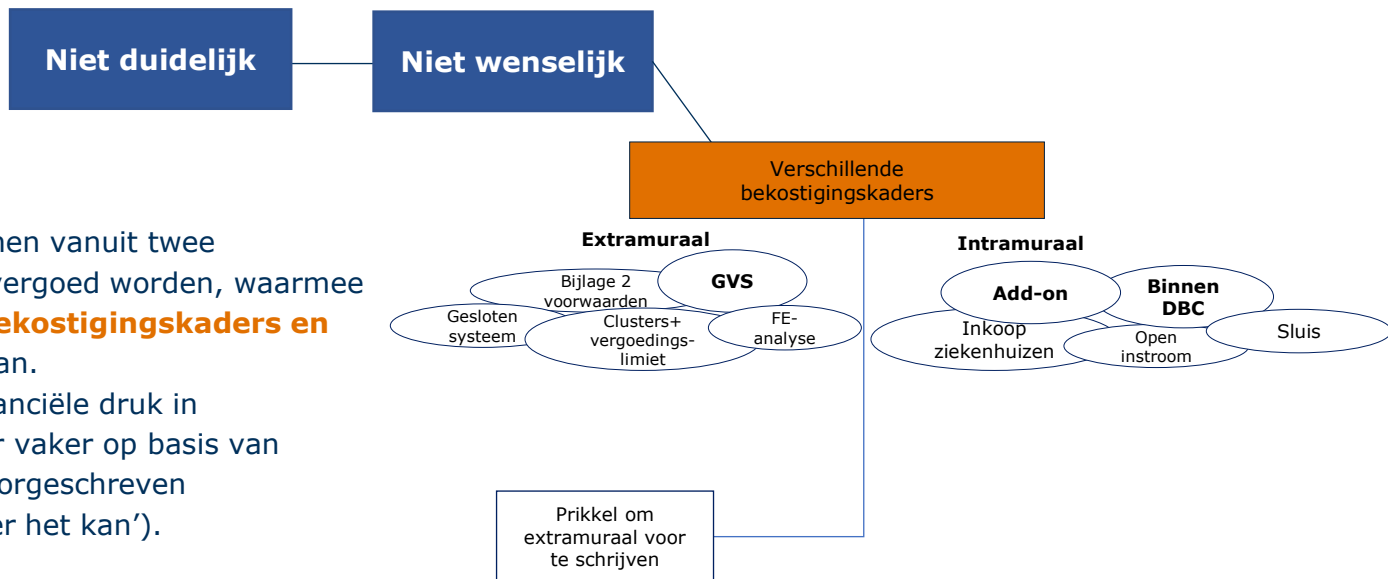 Niet duidelijk
Niet wenselijk
Verschillende
bekostigingskaders
nen vanuit twee
vergoed worden, waarmee
ekostigingskaders en
an.
anciële druk in
r vaker op basis van
orgeschreven
er het kan’).
Extramuraal
Bijlage 2
voorwaarden
GVS
Gesloten
systeem
Clusters+
vergoedings-
limiet
FE-
analyse
Intramuraal
Add-on
Binnen
DBC
Inkoop
ziekenhuizen
Open
instroom
Sluis
Prikkel om
extramuraal voor
te schrijven